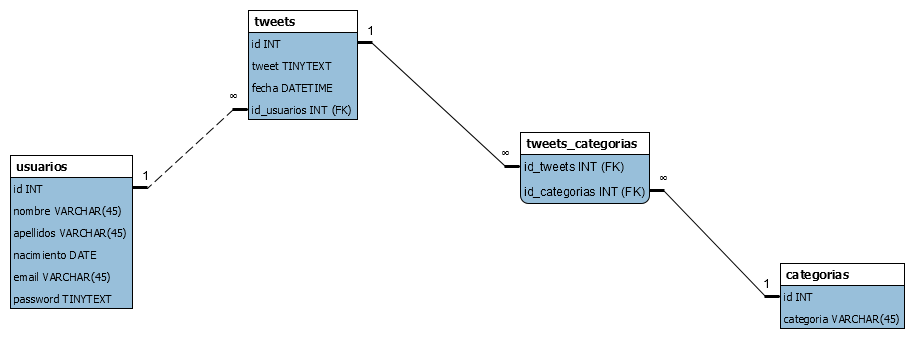 tweets
id INT
tweet TINYTEXT
fecha DATETIME
id_usuarios INT (FK)
1
∞
usuarios
id INT
nombre VARCHAR(45)
apellidos VARCHAR(45)
nacimiento DATE
email VARCHAR(45)
password TINYTEXT
1
tweets_categorias
id_tweets INT (FK)
id_categorias INT (FK)
∞
∞
categorias
id INT
categoria VARCHAR(45)
1